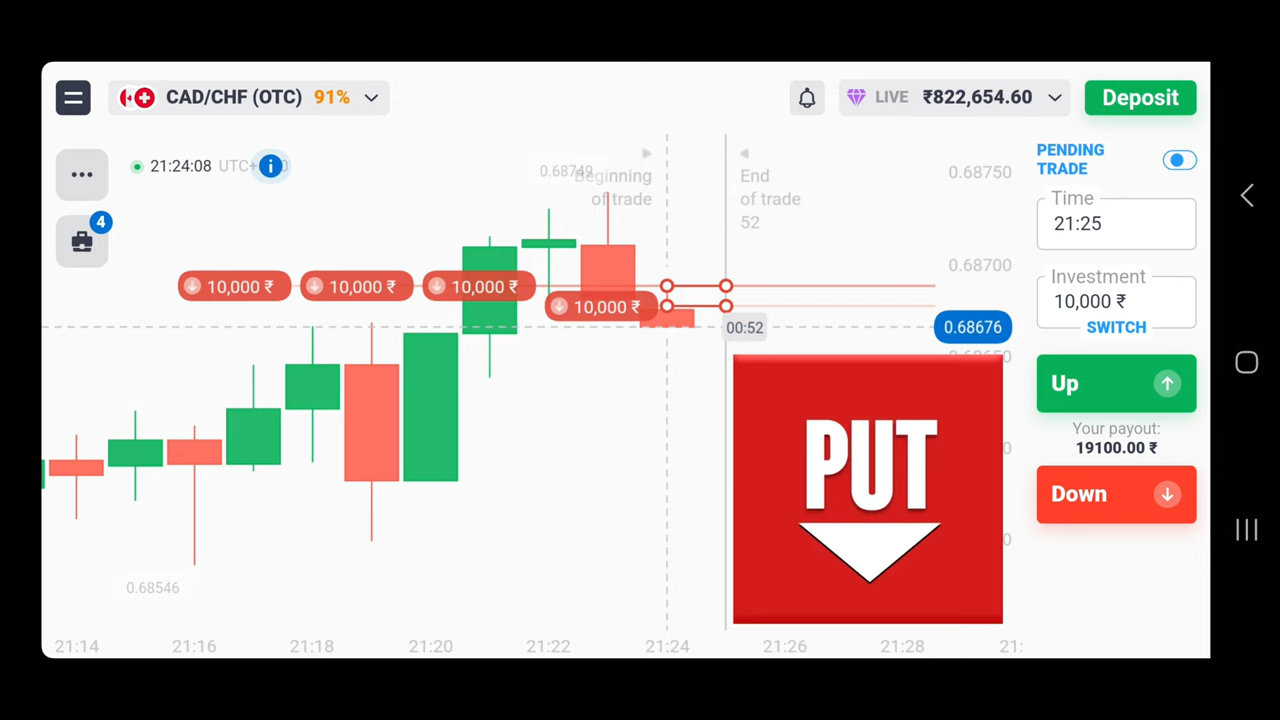 CAD/CHF (OTC) 91%
LIVE ₹822,654.60
Deposit
21:24:08 UTC+
4
0.68749
Beginning
of trade
End
of trade
52
0.68750
0.68700
PENDING
TRADE
Time
21:25
Investment
10,000 ₹
SWITCH
10,000 ₹
10,000 ₹
10,000 ₹
10,000 ₹
00:52
0.68676
Up
Your payout:
19100.00 ₹
Down
PUT
0.68546
21:14
21:16
21:18
21:20
21:22
21:24
21:26
21:28
21: